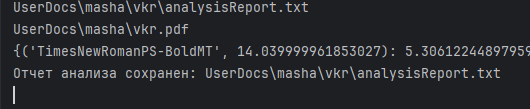 UserDocs\masha\vkr\analysisReport.txt
UserDocs\masha\vkr.pdf
{('TimesNewRomanPS-BoldMT', 14.039999961853027): 5.3061224489795
Отчет анализа сохранен: UserDocs\masha\vkr\analysisReport.txt